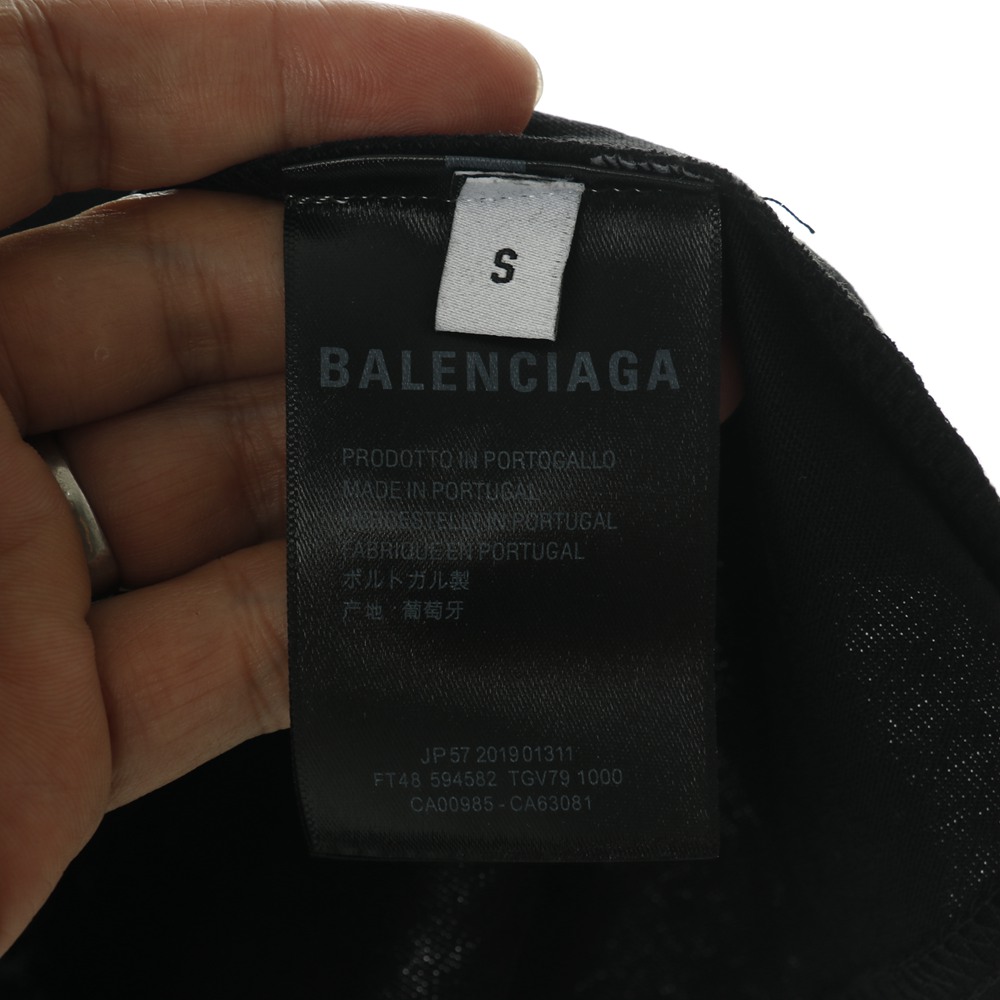 S
BALENCIAGA
PRODOTTO IN PORTOGALLO
MADE IN PORTUGAL
IN PORTUGAL
FABRIQUE EN PORTUGAL
ポルトガル製
产地:葡萄牙
JP57 201901311
FT48 594582 TGV79 1000
CA00985-CA63081